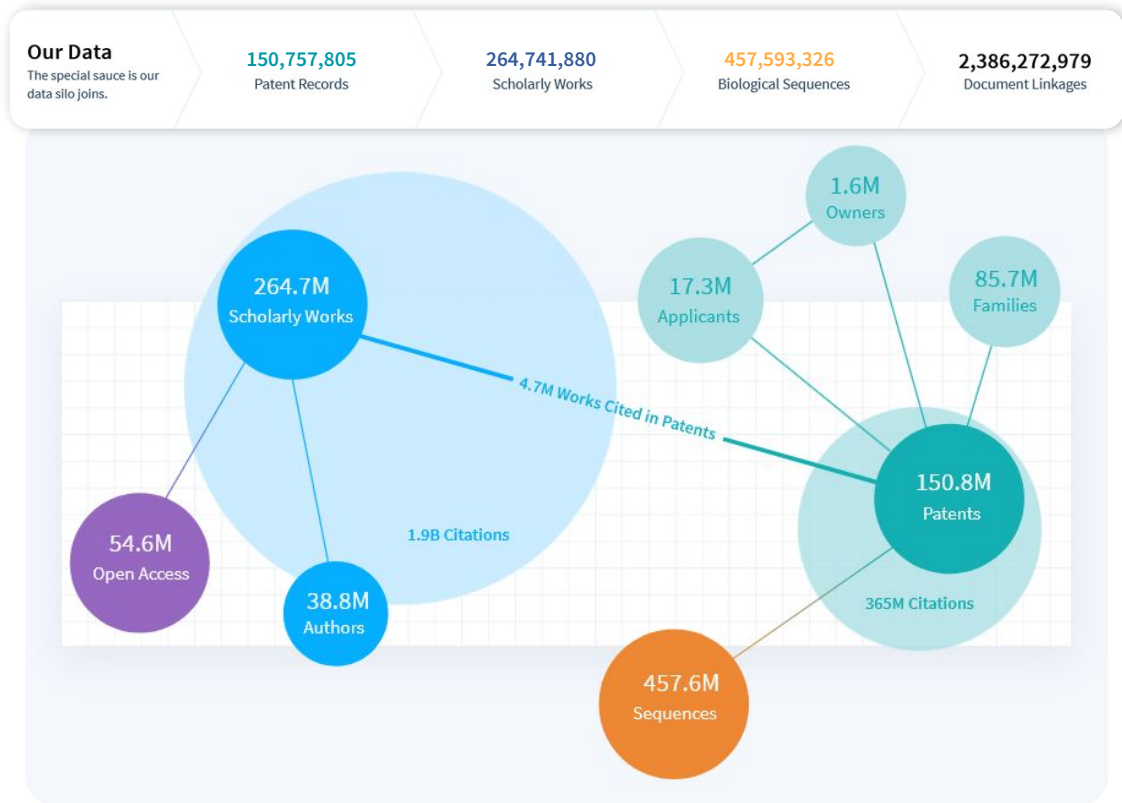 Our Data
The special sauce is our
data silo joins.
150,757,805
Patent Records
264,741,880
Scholarly Works
457,593,326
Biological Sequences
2,386,272,979
Document Linkages
1.6M
Owners
264.7M
Scholarly Works
17.3M
Applicants
85.7M
Families
4.7M Works Cited in Patents
150.8M
Patents
54.6M
Open Access
1.9B Citations
38.8M
Authors
365M Citations
457.6M
Sequences